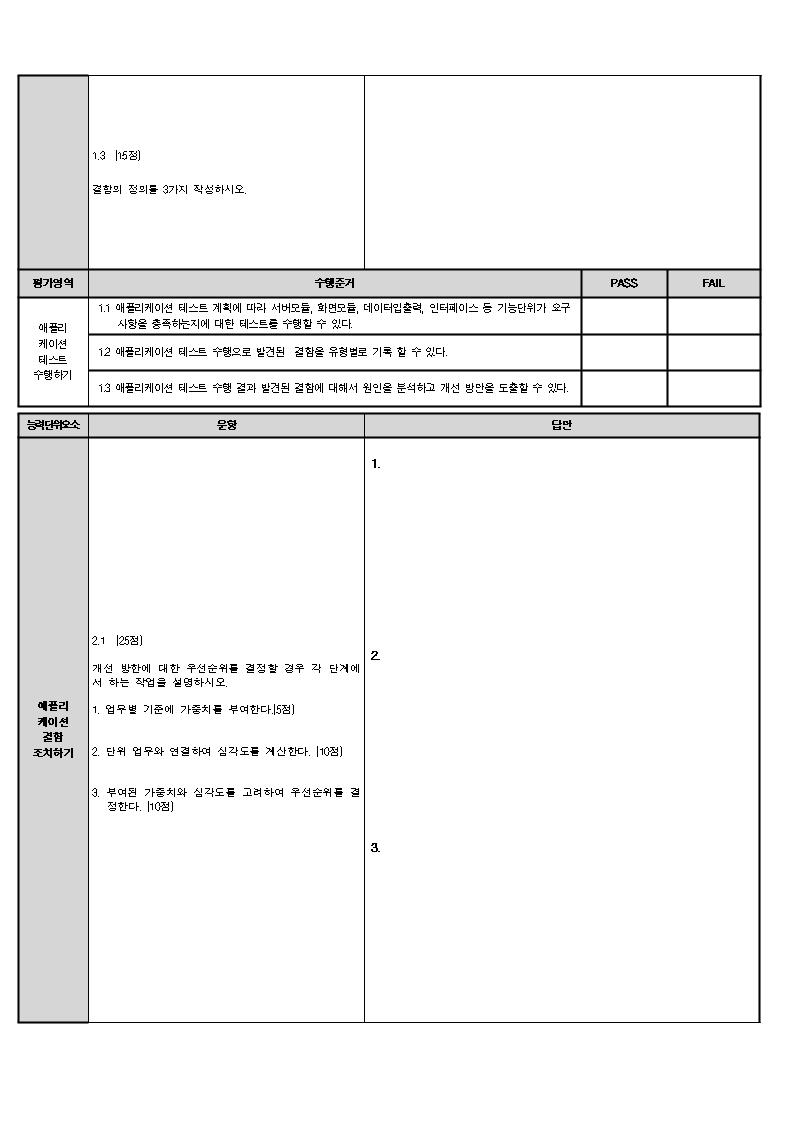 1.3 [15점]
결함의 정의를 3가지 작성하시오.
평가영역 수행준거 PASS FAIL
애플리
케이션
테스트
수행하기
1.1 애플리케이션 테스트 계획에 따라 서버모듈, 화면모듈, 데이터입출력, 인터페이스 등 기능단위가 요구
사항을 충족하는지에 대한 테스트를 수행할 수 있다.
1.2 애플리케이션 테스트 수행으로 발견된 결함을 유형별로 기록 할 수 있다.
1.3 애플리케이션 테스트 수행 결과 발견된 결함에 대해서 원인을 분석하고 개선 방안을 도출할 수 있다.
능력단위요소 문항 답안
애플리
케이션
결함
조치하기
2.1 [25점]
개선 방한에 대한 우선순위를 결정할 경우 각 단계에
서 하는 작업을 설명하시오.
1. 업무별 기준에 가중치를 부여한다.[5점]
2. 단위 업무와 연결하여 심각도를 계산한다. [10점]
3. 부여된 가중치와 심각도를 고려하여 우선순위를 결
정한다. [10점]
1.
2.
3.